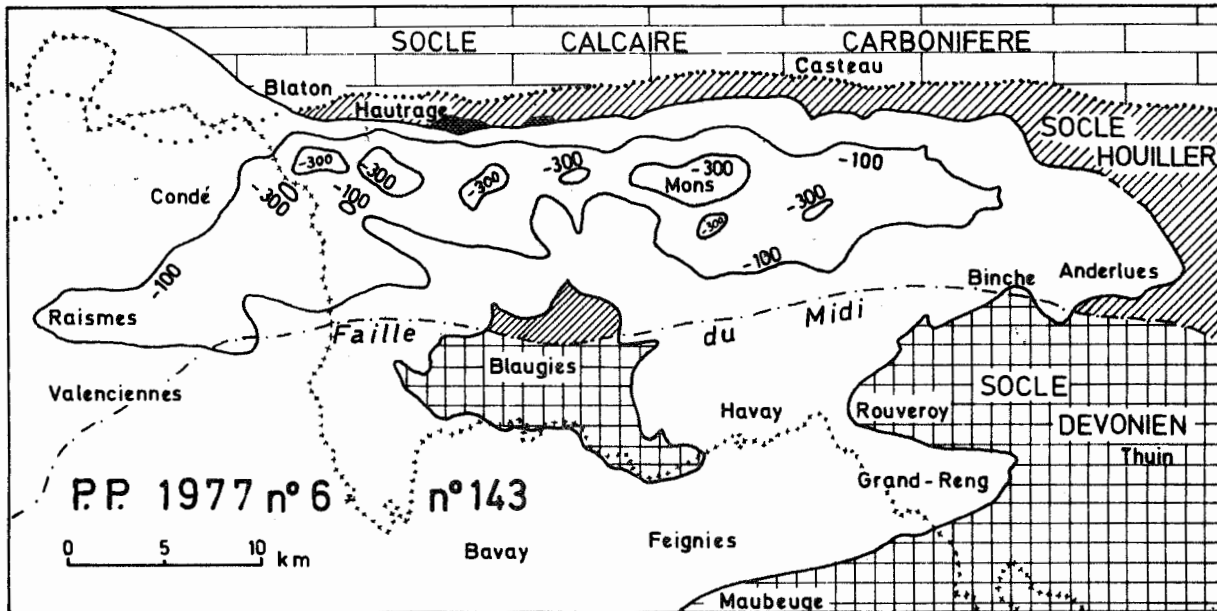 SOCLE CALCAIRE CARBONIFERE
Casteau
Blaton
Hautrage
SOCLE
HOUILLER
-300
-300
-300
-300
-300
-100
Mons
Condé
-300
-100
-300
-300
-100
-100
Binche
Anderlues
Raismes
Faille du Midi
Blaugies
Valenciennes
SOCLE
Havay
Rouveroy
DEVONIEN
Thuin
Grand-Reng
P.P. 1977 n° 6 n° 143
Feignies
Bavay
0 5 10
km
Maubeuge